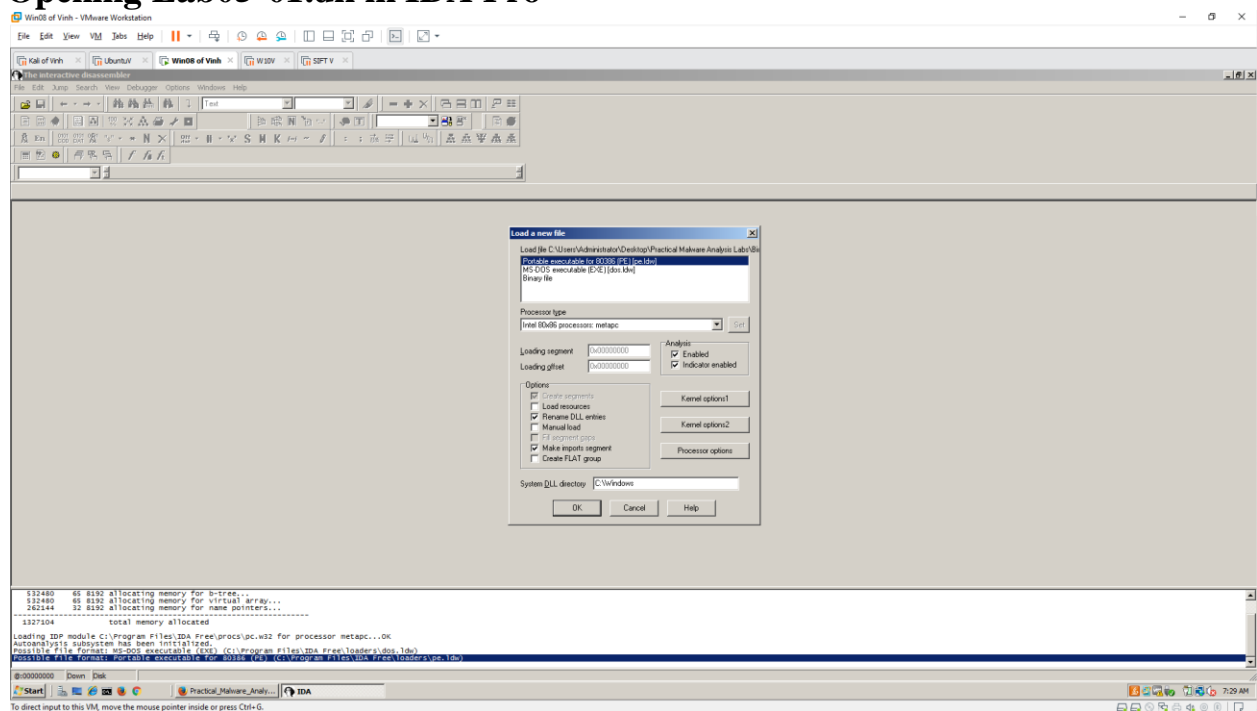 Opening Lab05-01.dll in IDA Pro
Win08 of Vinh - VMware Workstation
File Edit View VM Tabs Help
Kali of Vinh
UbuntuV
Win08 of Vinh
W10V
SIFT V
The interactive disassembler
File Edit Jump Search View Debugger Options Windows Help
Text
En
S M K
Load a new file
Load file C:\Users\Administrator\Desktop\Practical Malware Analysis Labs\Bi
Portable executable for 80386 (PE) [pe.ldw]
MS-DOS executable (EXE) [dos.ldw]
Binary file
Processor type
Intel 80x86 processors: metapc
Set
Loading segment 0x00000000
Loading offset 0x00000000
Analysis
Enabled
Indicator enabled
Options
Create segments
Load resources
Rename DLL entries
Manual load
Fill segment gaps
Make imports segment
Create FLAT group
Kernel options1
Kernel options2
Processor options
System DLL directory C:\Windows
OK Cancel Help
532480 65 8192 allocating memory for b-tree...
532480 65 8192 allocating memory for virtual array...
262144 32 8192 allocating memory for name pointers...
-----------------------------------------------------------------
1327104 total memory allocated
Loading IDP module C:\Program Files\IDA Free\procs\pc.w32 for processor metapc...OK
Autoanalysis subsystem has been initialized.
Possible file format: MS-DOS executable (EXE) (C:\Program Files\IDA Free\loaders\dos.ldw)
Possible file format: Portable executable for 80386 (PE) (C:\Program Files\IDA Free\loaders\pe.ldw)
@:00000000 Down Disk
Start
Practical_Malware_Analy...
IDA
7:29 AM
To direct input to this VM, move the mouse pointer inside or press Ctrl+G.